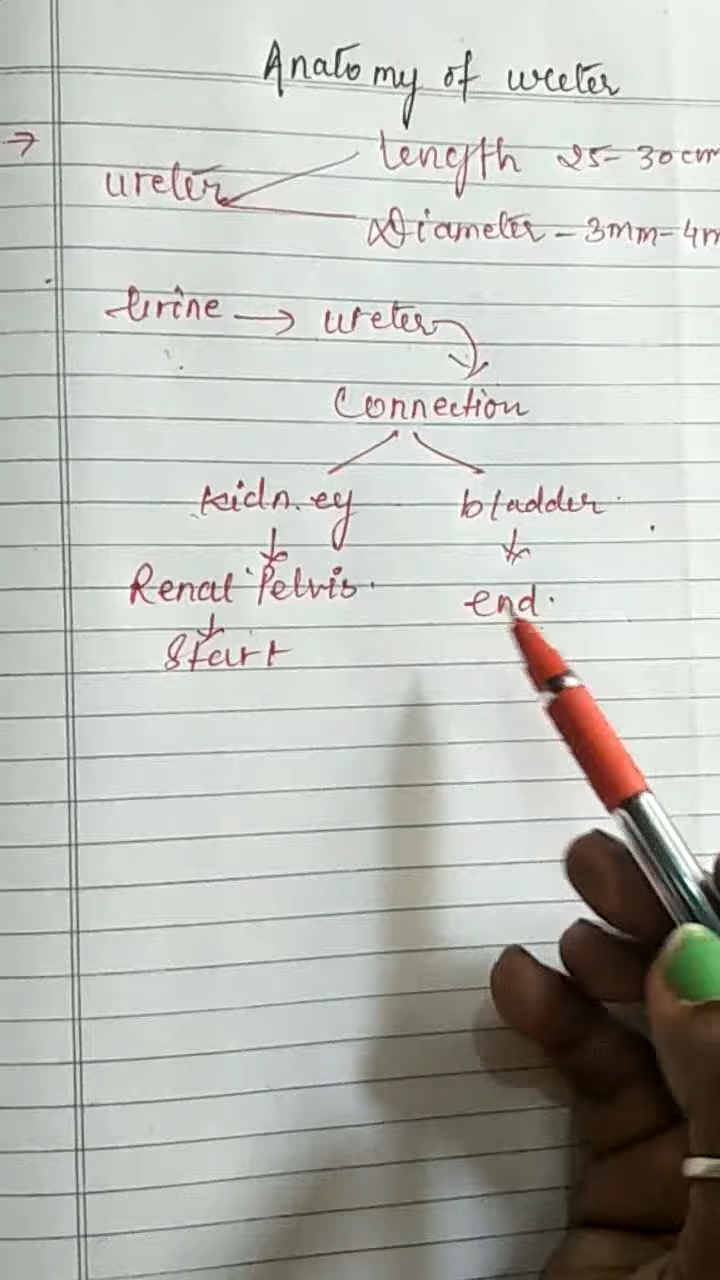 Anatomy of ureter
→ ureter length 25-30cm
Diameter - 3mm-4m
Urine → ureter
Connection
Kidney bladder
Renal Pelvis end.
Start